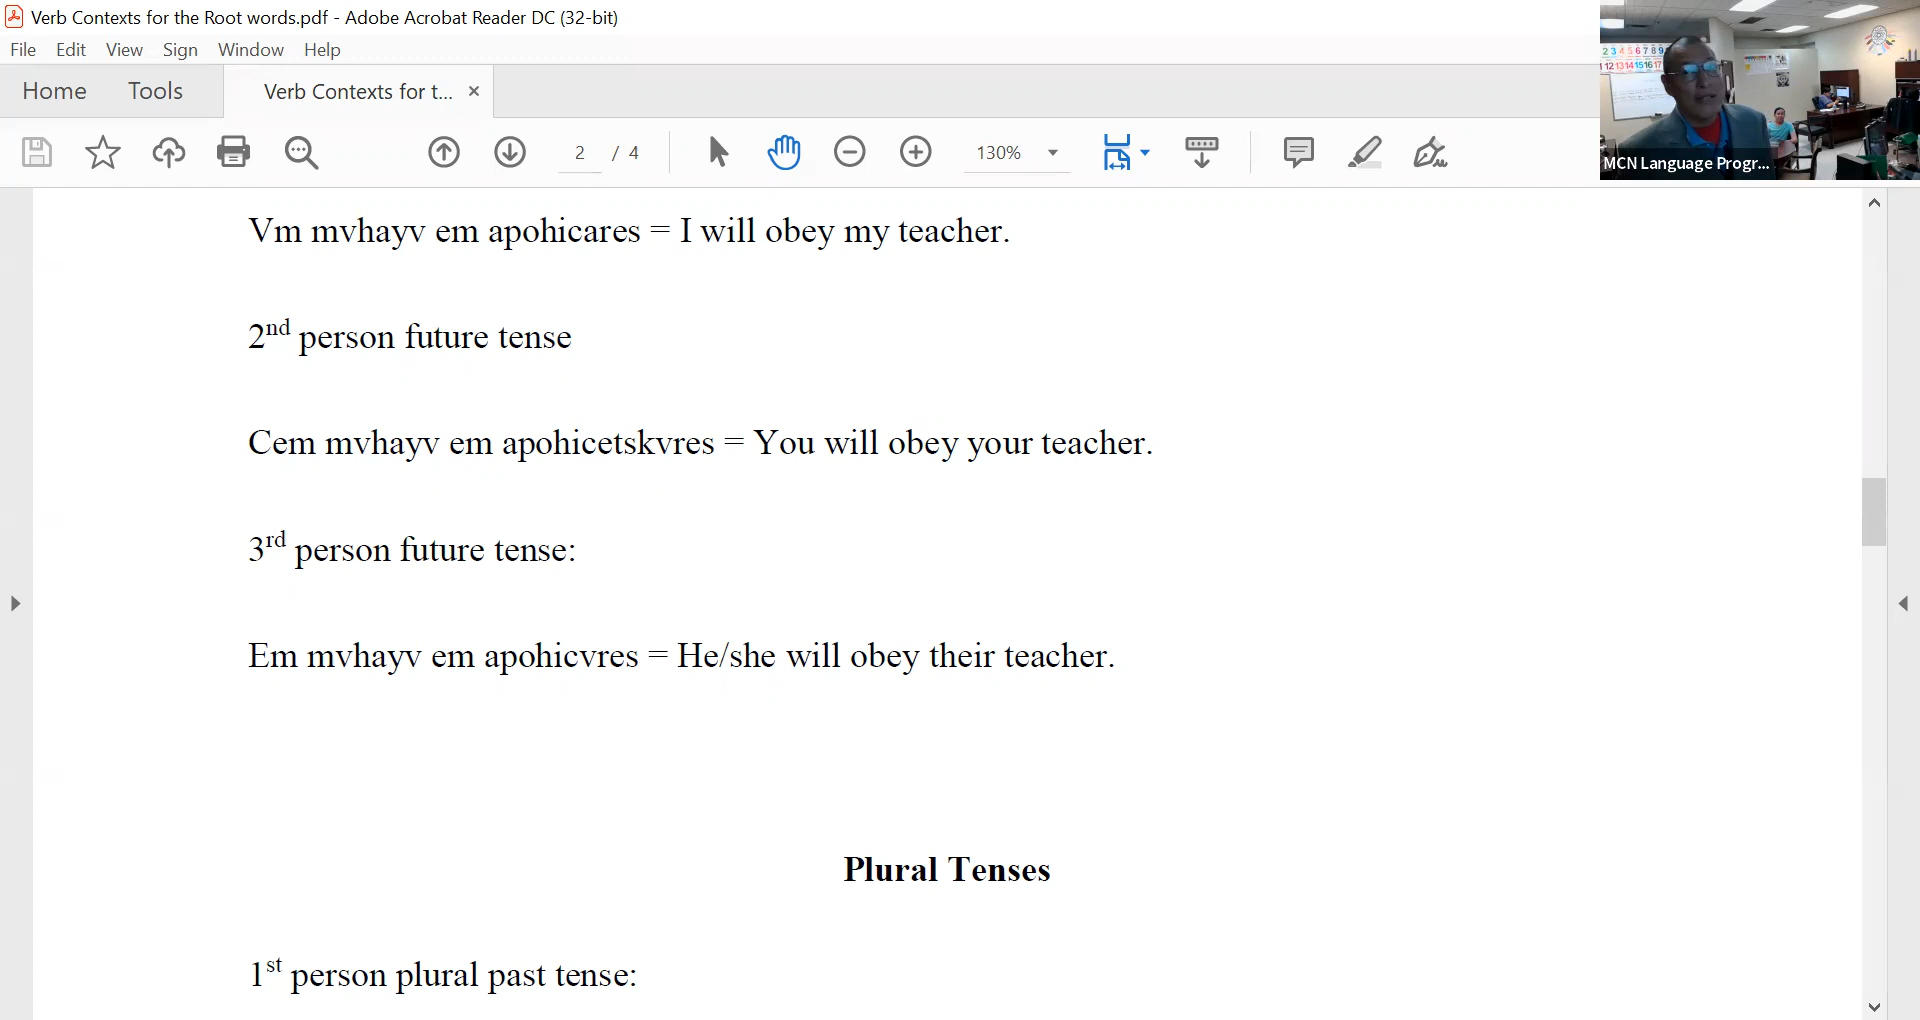 Verb Contexts for the Root words.pdf - Adobe Acrobat Reader DC (32-bit)
File Edit View Sign Window Help
Home Tools Verb Contexts for t... ×
2 / 4 130%
MCN Language Progr...
Vm mvhayv em apohicares = I will obey my teacher.
2nd person future tense
Cem mvhayv em apohicetskvres = You will obey your teacher.
3rd person future tense:
Em mvhayv em apohicvres = He/she will obey their teacher.
Plural Tenses
1st person plural past tense: